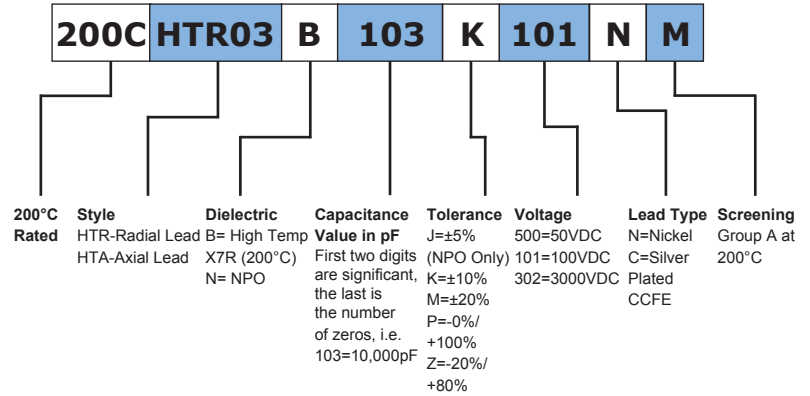 200C HTR03 B 103 K 101 N M
200°C
Rated
Style
HTR-Radial Lead
HTA-Axial Lead
Dielectric
B= High Temp
X7R (200°C)
N= NPO
Capacitance
Value in pF
First two digits
are significant,
the last is
the number
of zeros, i.e.
103=10,000pF
Tolerance
J=±5%
(NPO Only)
K=±10%
M=±20%
P=-0%/
+100%
Z=-20%/
+80%
Voltage
500=50VDC
101=100VDC
302=3000VDC
Lead Type
N=Nickel
C=Silver
Plated
CCFE
Screening
Group A at
200°C